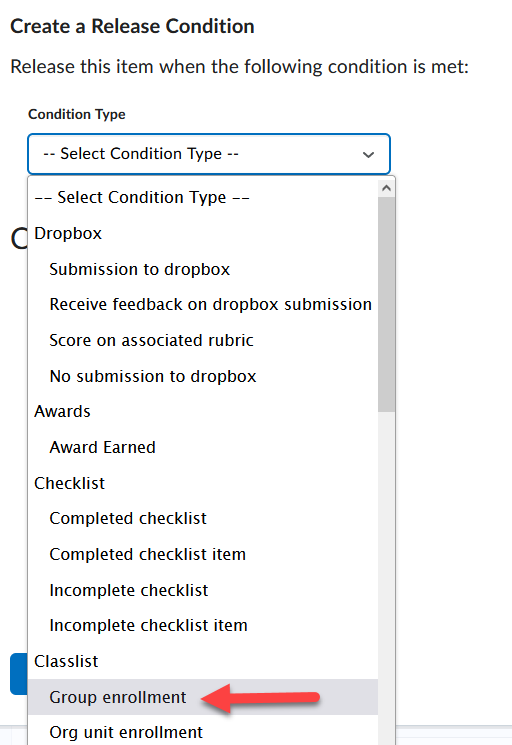 Create a Release Condition
Release this item when the following condition is met:
Condition Type
-- Select Condition Type --
-- Select Condition Type --
Dropbox
Submission to dropbox
Receive feedback on dropbox submission
Score on associated rubric
No submission to dropbox
Awards
Award Earned
Checklist
Completed checklist
Completed checklist item
Incomplete checklist
Incomplete checklist item
Classlist
Group enrollment
Org unit enrollment